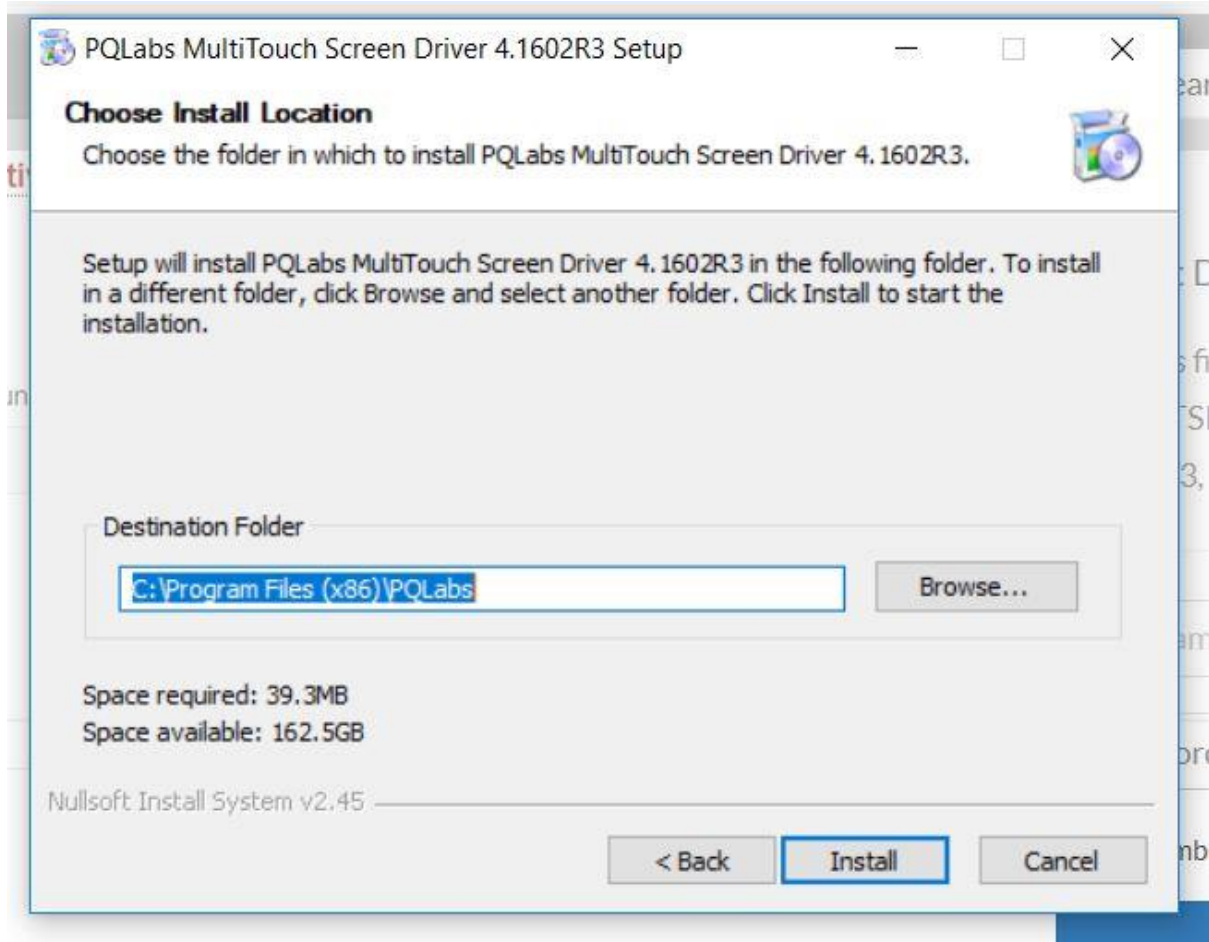 PQLabs MultiTouch Screen Driver 4.1602R3 Setup
Choose Install Location
Choose the folder in which to install PQLabs MultiTouch Screen Driver 4.1602R3.
Setup will install PQLabs MultiTouch Screen Driver 4.1602R3 in the following folder. To install
in a different folder, click Browse and select another folder. Click Install to start the
installation.
Destination Folder
C:\Program Files (x86)\PQLabs
Browse...
Space required: 39.3MB
Space available: 162.5GB
Nullsoft Install System v2.45
< Back
Install
Cancel